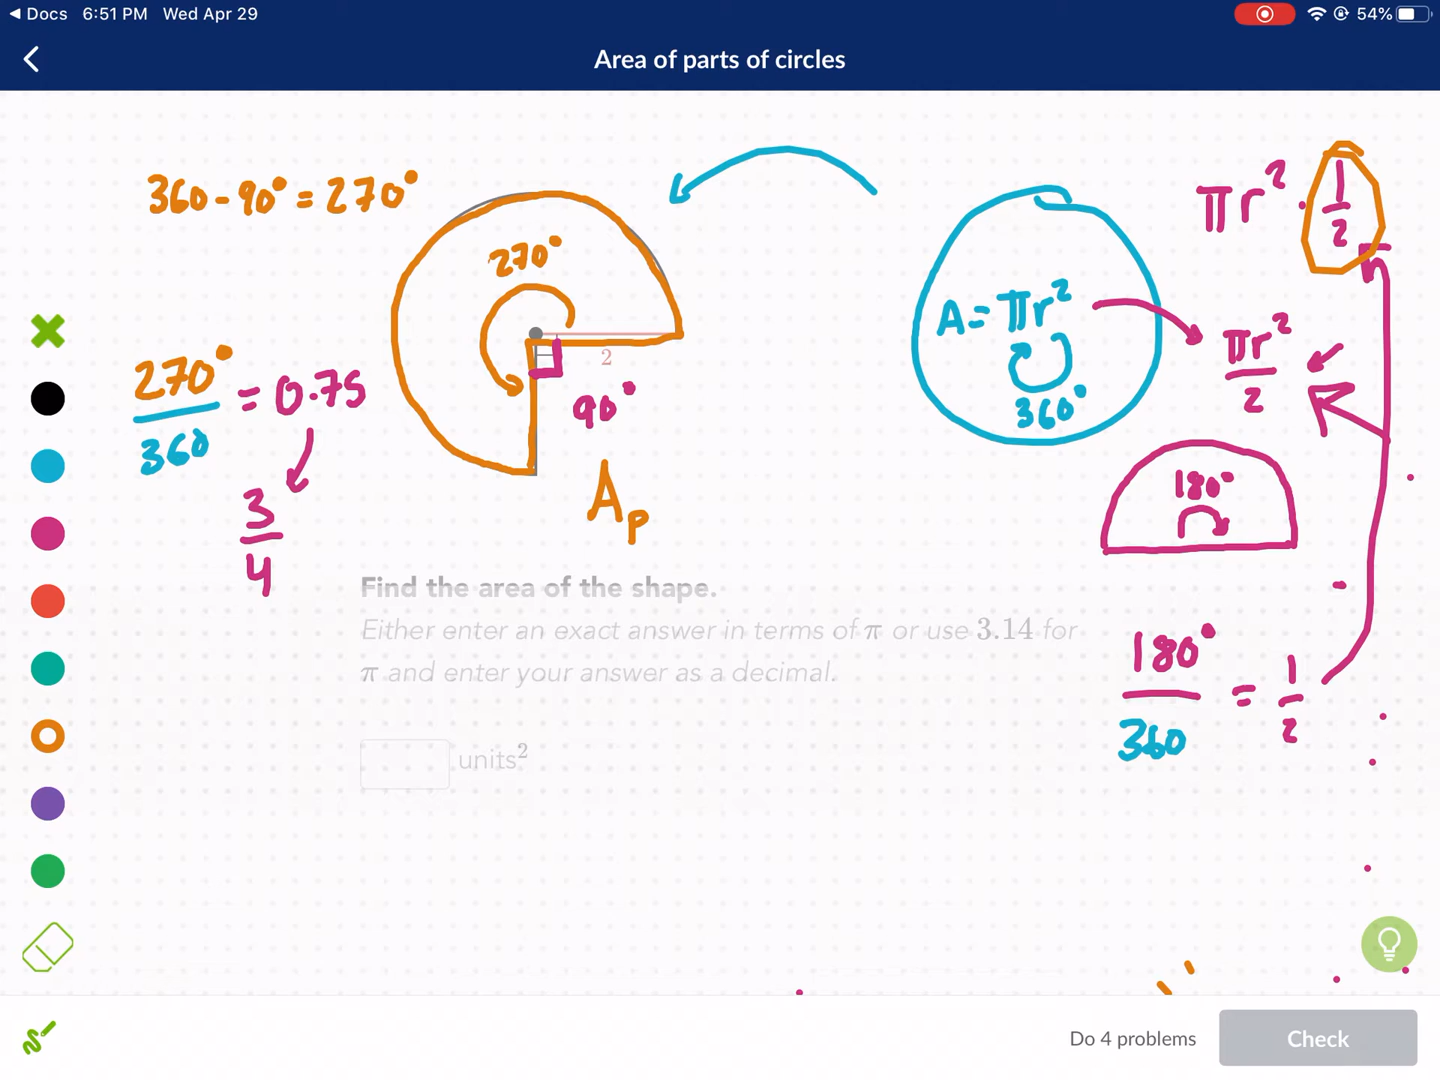 Docs 6:51 PM Wed Apr 29 54%
Area of parts of circles
360 - 90° = 270°
270°
2
90°
270° / 360 = 0.75
3/4
A_p
A = πr²
360°
πr² · 1/2
πr² / 2
180°
180° / 360 = 1/2
Find the area of the shape.
Either enter an exact answer in terms of π or use 3.14 for
π and enter your answer as a decimal.
units²
Do 4 problems
Check